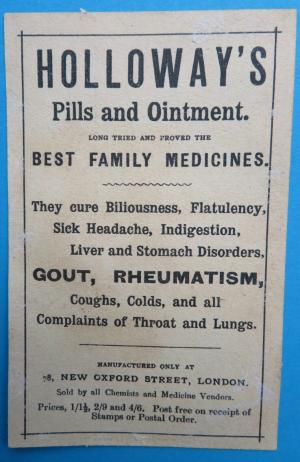 HOLLOWAY'S
Pills and Ointment.
LONG TRIED AND PROVED THE
BEST FAMILY MEDICINES.
They cure Biliousness, Flatulency,
Sick Headache, Indigestion,
Liver and Stomach Disorders,
GOUT, RHEUMATISM,
Coughs, Colds, and all
Complaints of Throat and Lungs.
MANUFACTURED ONLY AT
78, NEW OXFORD STREET, LONDON.
Sold by all Chemists and Medicine Vendors.
Prices, 1/1½, 2/9 and 4/6. Post free on receipt of
Stamps or Postal Order.